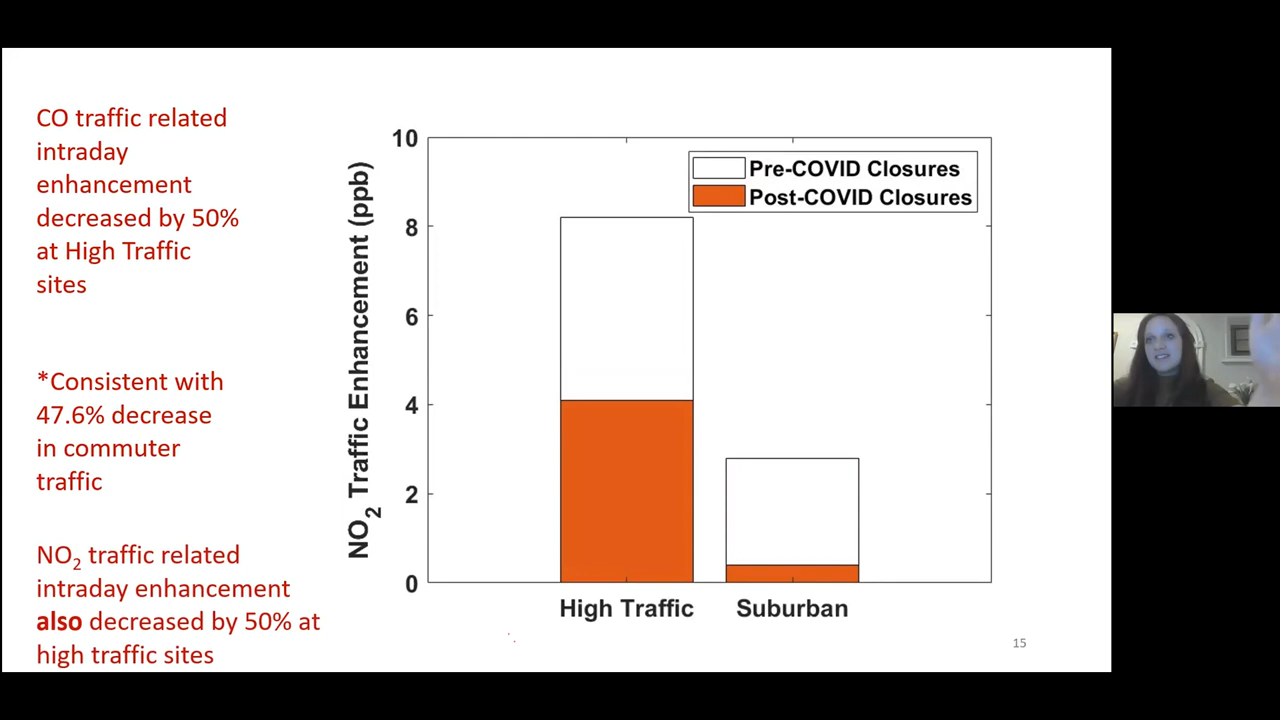 CO traffic related
intraday
enhancement
decreased by 50%
at High Traffic
sites
*Consistent with
47.6% decrease
in commuter
traffic
NO₂ traffic related
intraday enhancement
also decreased by 50% at
high traffic sites
NO₂ Traffic Enhancement (ppb)
10
8
6
4
2
0
Pre-COVID Closures
Post-COVID Closures
High Traffic
Suburban
15